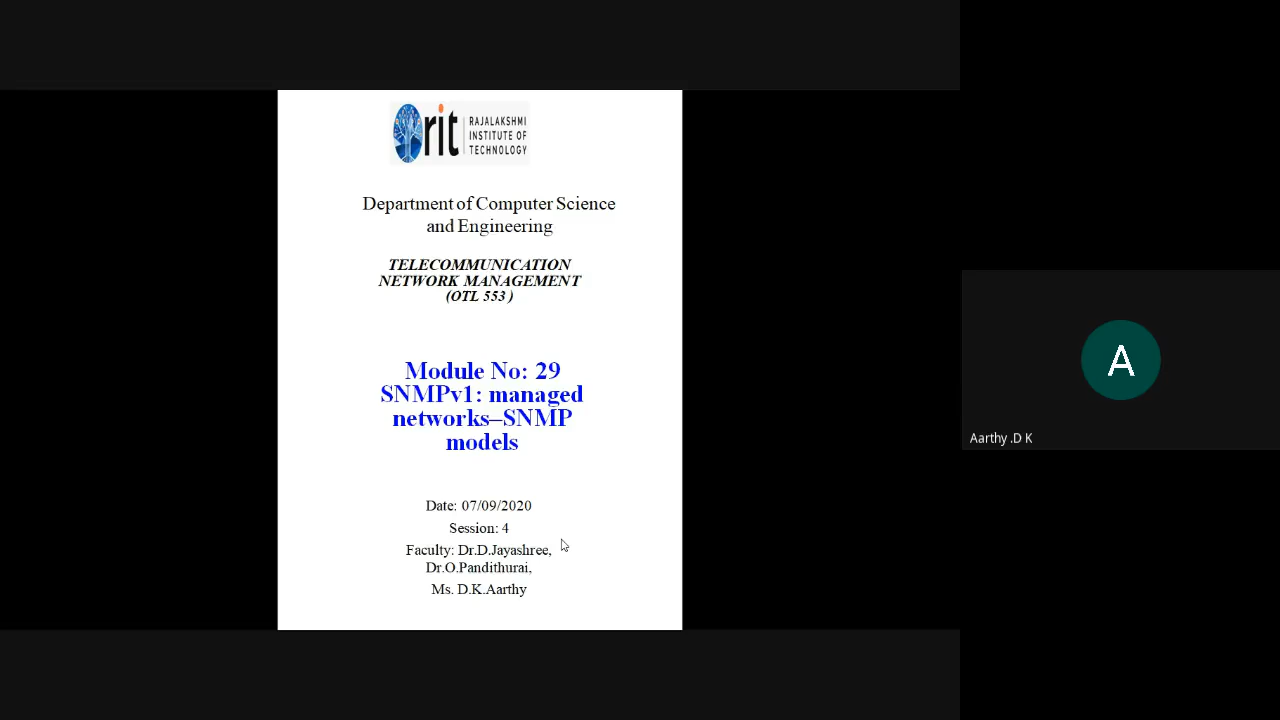 rit
RAJALAKSHMI
INSTITUTE OF
TECHNOLOGY
Department of Computer Science
and Engineering
TELECOMMUNICATION
NETWORK MANAGEMENT
(OTL 553 )
Module No: 29
SNMPv1: managed
networks–SNMP
models
Date: 07/09/2020
Session: 4
Faculty: Dr.D.Jayashree,
Dr.O.Pandithurai,
Ms. D.K.Aarthy
A
Aarthy .D K